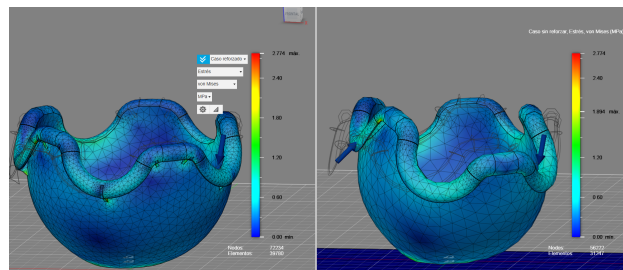 Caso reforzado
Estrés
von Mises
MPa
2.774 máx.
2.40
1.80
1.20
0.60
0.00 mín.
Nodos:
Elementos:
Caso sin reforzar, Estrés, von Mises (MPa)
2.774
2.40
1.994 máx.
1.20
0.60
0.00 mín.
Nodos:
Elementos: